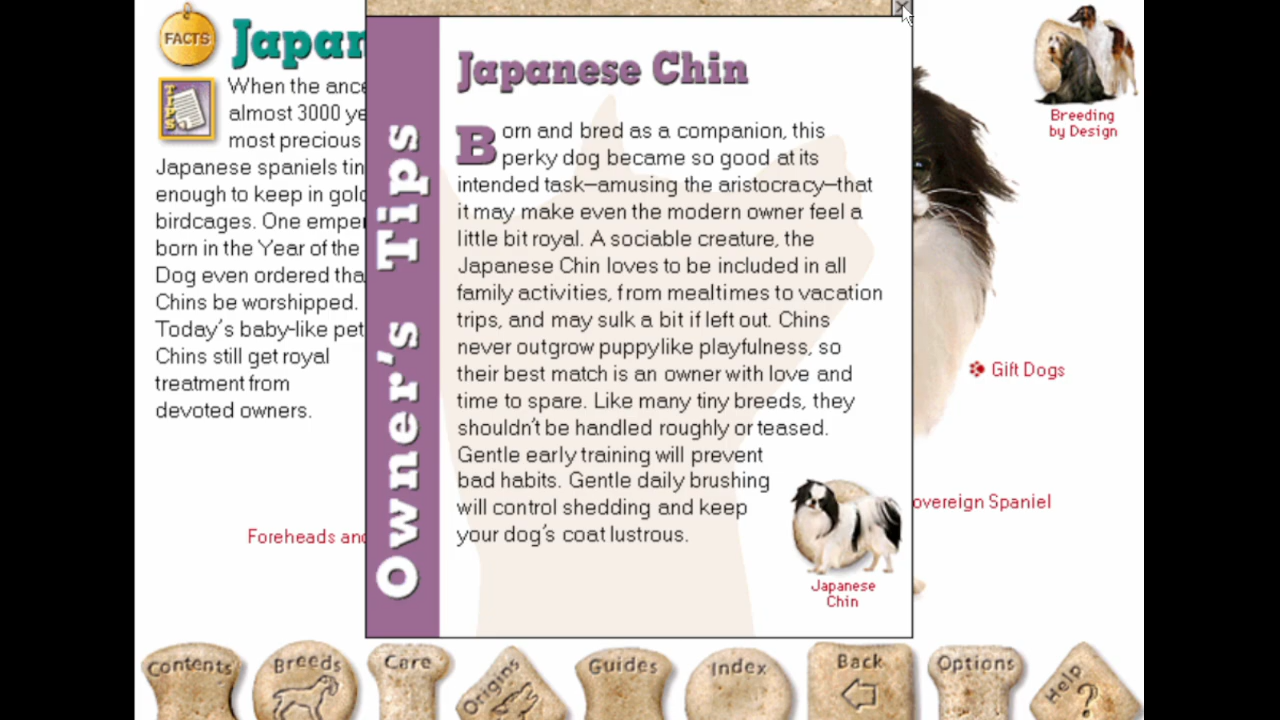 FACTS
Japan
TIPS
When the ance
almost 3000 ye
most precious
Japanese spaniels tin
enough to keep in gold
birdcages. One emper
born in the Year of the
Dog even ordered tha
Chins be worshipped.
Today's baby-like pet
Chins still get royal
treatment from
devoted owners.
Foreheads and
Owner's Tips
Japanese Chin
Born and bred as a companion, this
perky dog became so good at its
intended task—amusing the aristocracy—that
it may make even the modern owner feel a
little bit royal. A sociable creature, the
Japanese Chin loves to be included in all
family activities, from mealtimes to vacation
trips, and may sulk a bit if left out. Chins
never outgrow puppylike playfulness, so
their best match is an owner with love and
time to spare. Like many tiny breeds, they
shouldn't be handled roughly or teased.
Gentle early training will prevent
bad habits. Gentle daily brushing
will control shedding and keep
your dog's coat lustrous.
Japanese
Chin
Breeding
by Design
Gift Dogs
overeign Spaniel
Contents
Breeds
Care
Origins
Guides
Index
Back
Options
Help
?